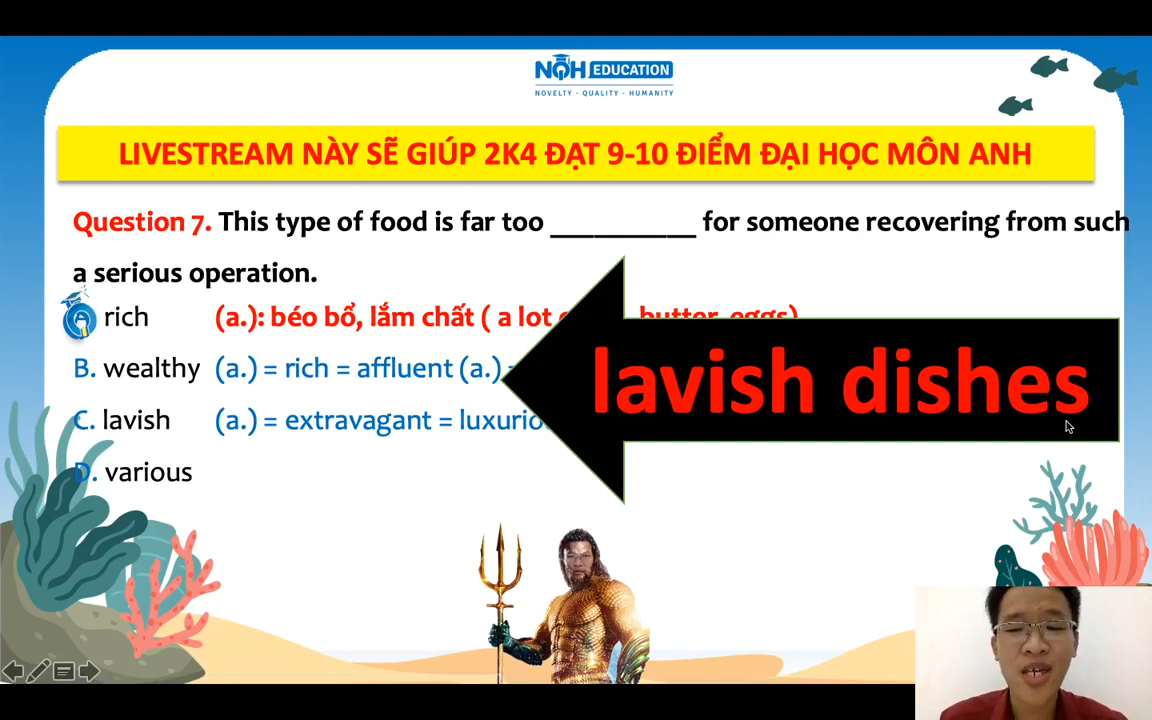 NQH EDUCATION
NOVELTY - QUALITY - HUMANITY
LIVESTREAM NÀY SẼ GIÚP 2K4 ĐẠT 9-10 ĐIỂM ĐẠI HỌC MÔN ANH
Question 7. This type of food is far too __________ for someone recovering from such
a serious operation.
rich (a.): béo bổ, lắm chất ( a lot butter, eggs)
B. wealthy (a.) = rich = affluent (a.)
C. lavish (a.) = extravagant =
D. various
lavish dishes